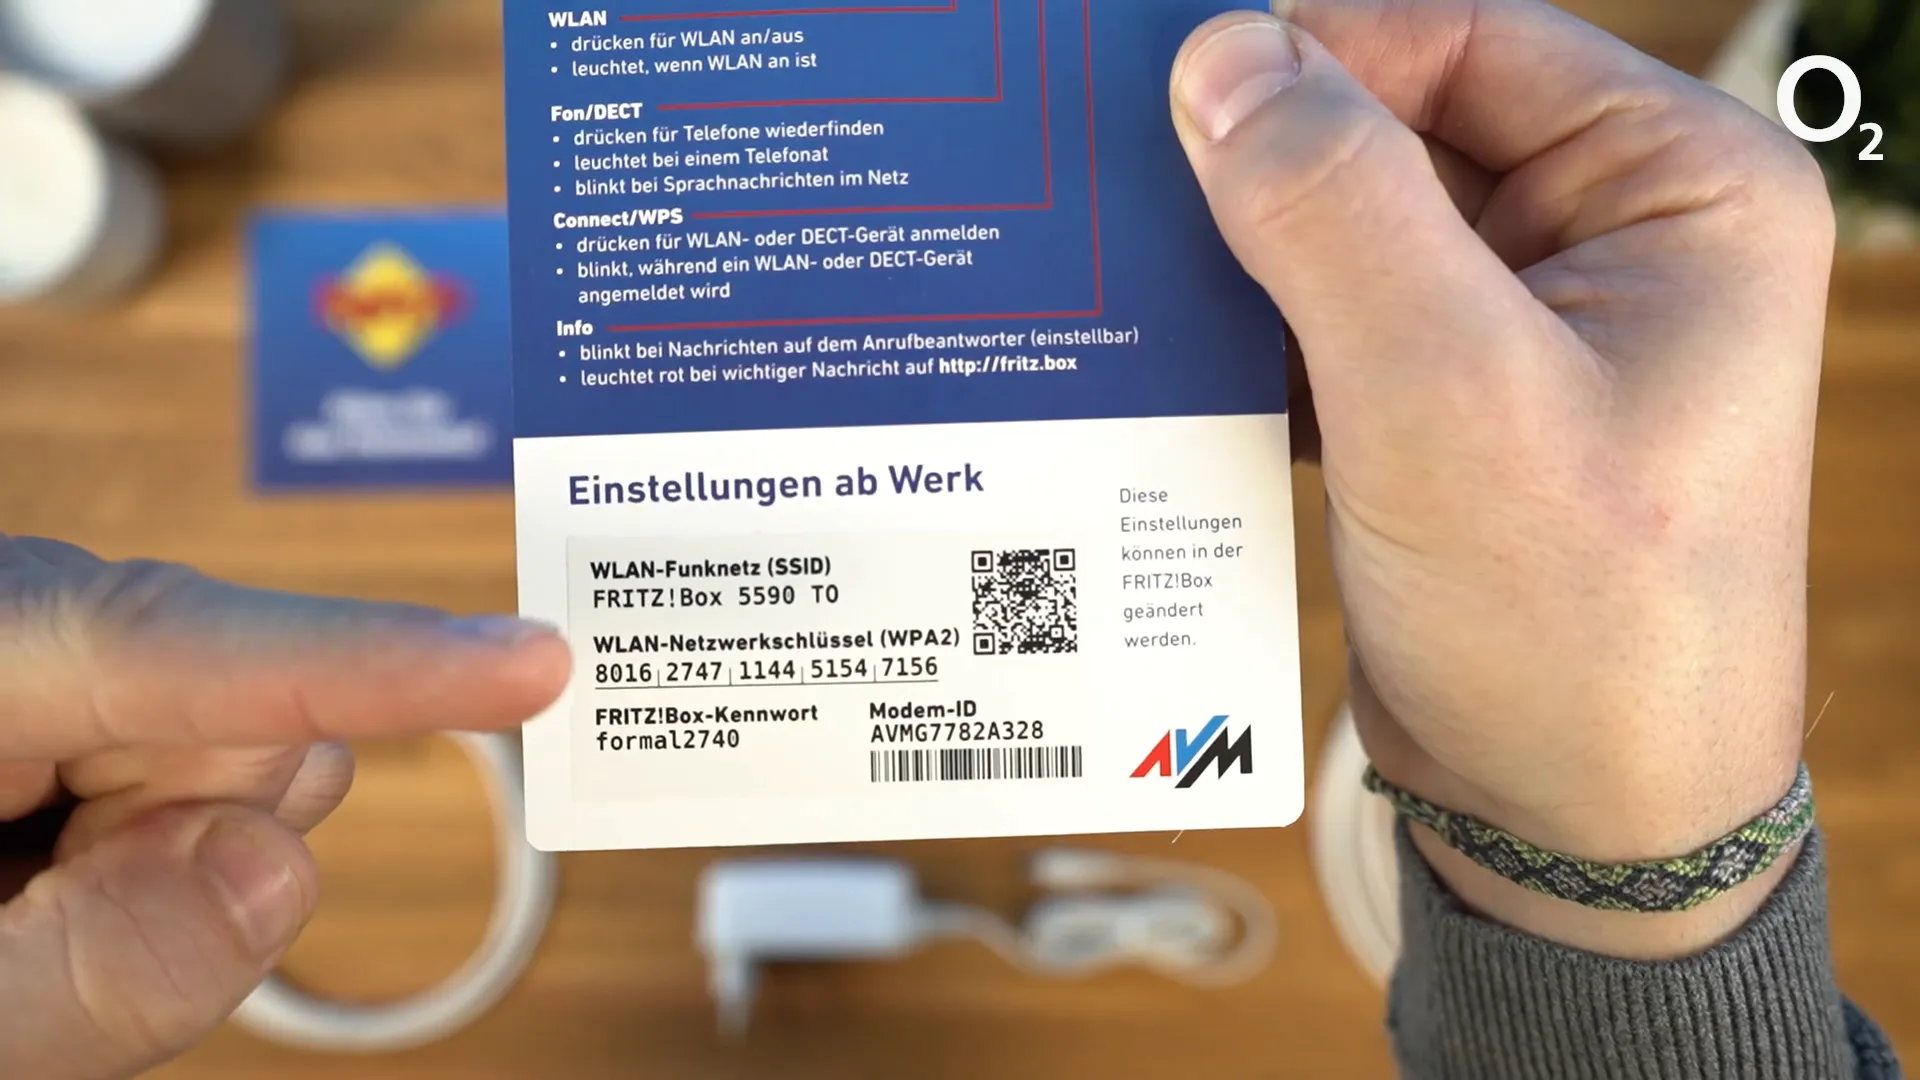 WLAN
• drücken für WLAN an/aus
• leuchtet, wenn WLAN an ist
Fon/DECT
• drücken für Telefone wiederfinden
• leuchtet bei einem Telefonat
• blinkt bei Sprachnachrichten im Netz
Connect/WPS
• drücken für WLAN- oder DECT-Gerät anmelden
• blinkt, während ein WLAN- oder DECT-Gerät
angemeldet wird
Info
• blinkt bei Nachrichten auf dem Anrufbeantworter (einstellbar)
• leuchtet rot bei wichtiger Nachricht auf http://fritz.box
Einstellungen ab Werk
WLAN-Funknetz (SSID)
FRITZ!Box 5590 TO
WLAN-Netzwerkschlüssel (WPA2)
8016 2747 1144 5154 7156
FRITZ!Box-Kennwort
formal2740
Modem-ID
AVMG7782A328
Diese
Einstellungen
können in der
FRITZ!Box
geändert
werden.
AVM
O2